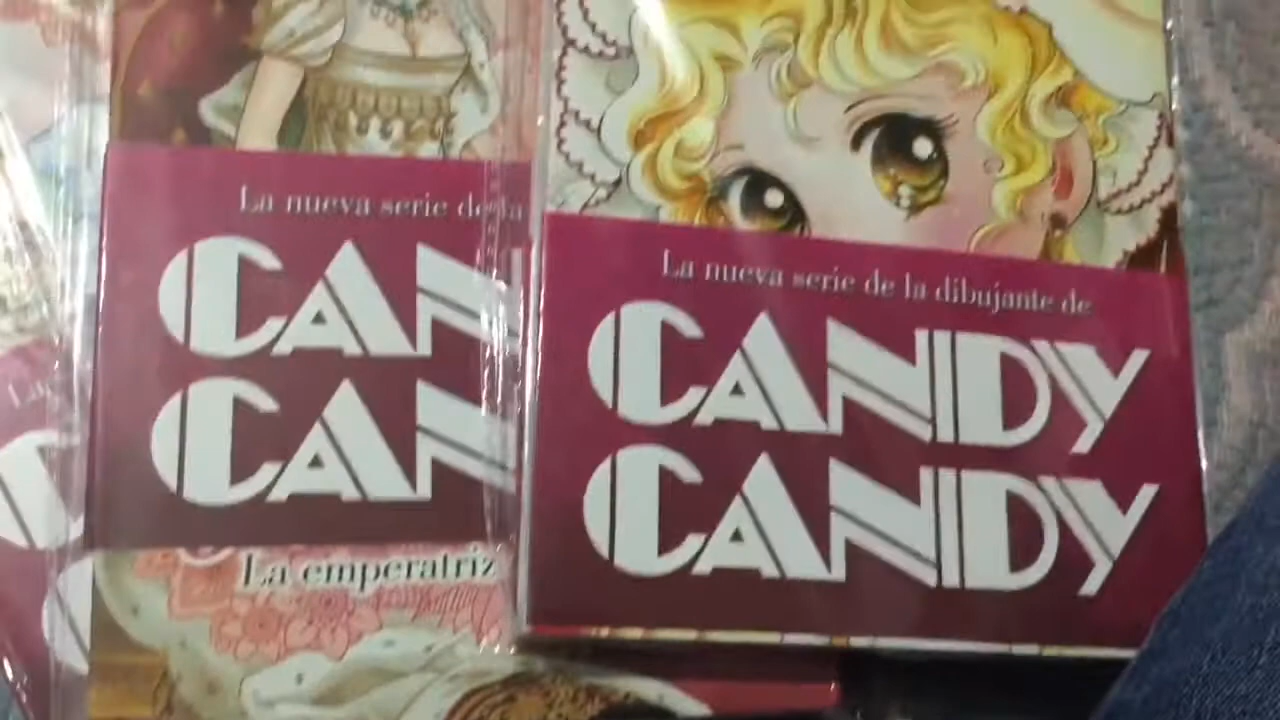 La nueva serie de la
CAN
CAN
La emperatriz
La nueva serie de la dibujante de
CANDY
CANDY